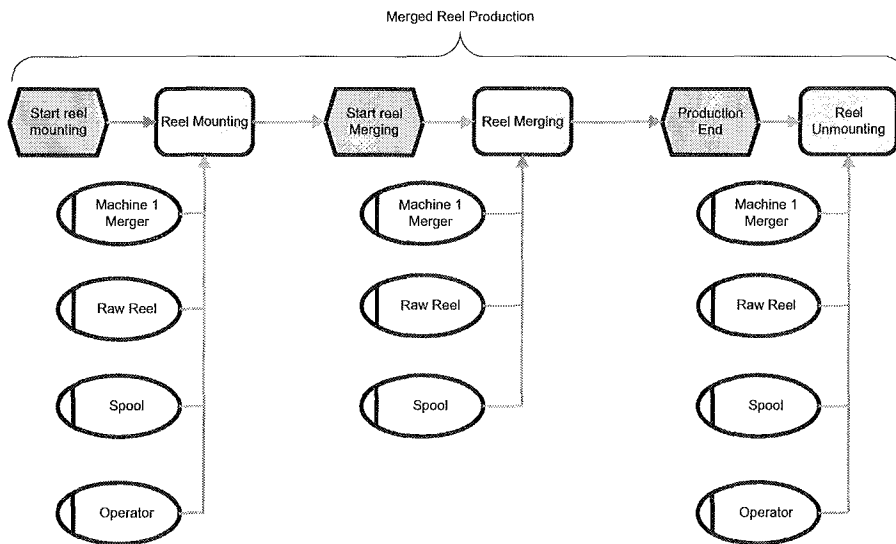 Merged Reel Production
Start reel
mounting
Reel Mounting
Start reel
Merging
Reel Merging
Production
End
Reel
Unmounting
Machine 1
Merger
Machine 1
Merger
Machine 1
Merger
Raw Reel
Raw Reel
Raw Reel
Spool
Spool
Spool
Operator
Operator